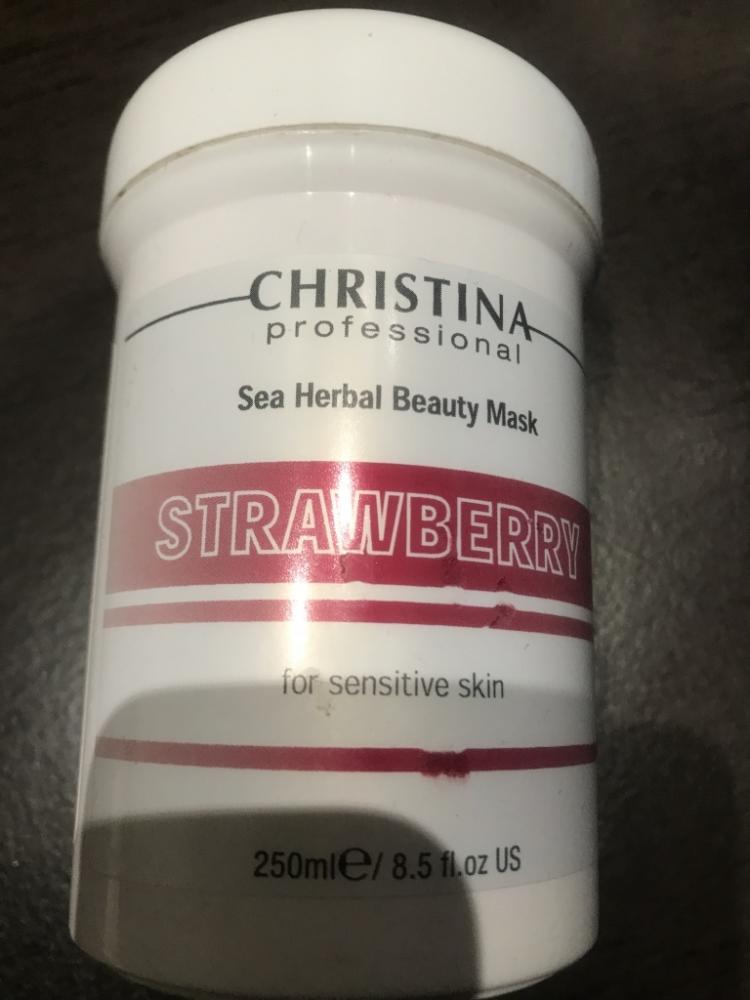 CHRISTINA
professional
Sea Herbal Beauty Mask
STRAWBERRY
for sensitive skin
250ml℮/ 8.5 fl.oz US